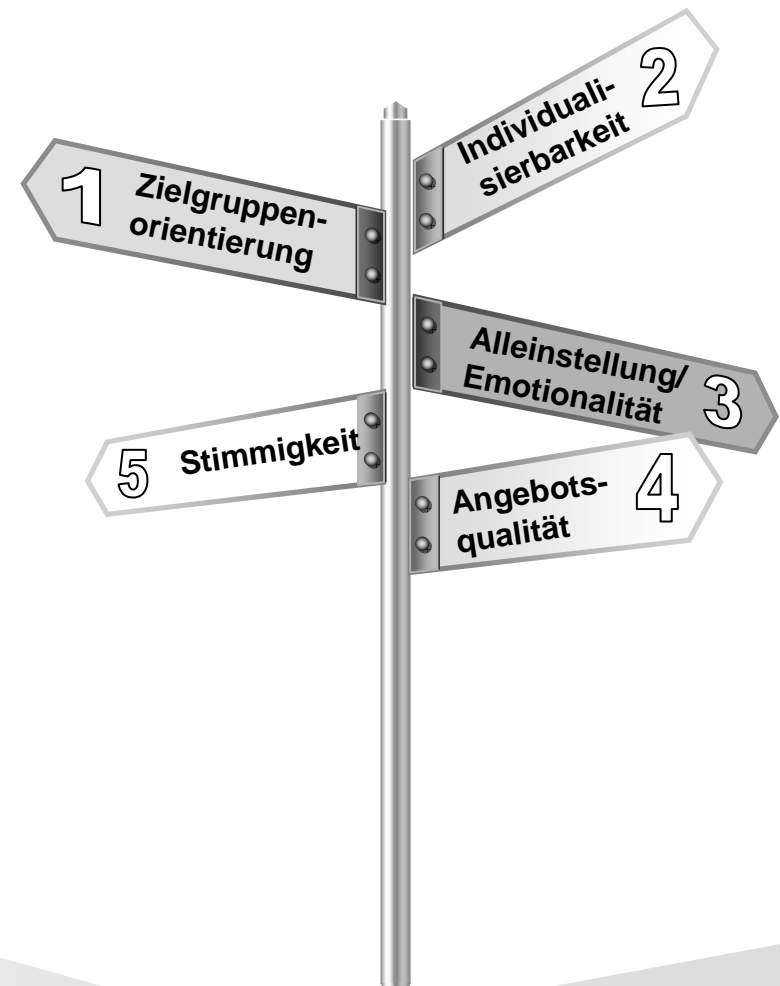 1
Zielgruppen-
orientierung
2
Individuali-
sierbarkeit
3
Alleinstellung/
Emotionalität
4
Angebots-
qualität
5
Stimmigkeit